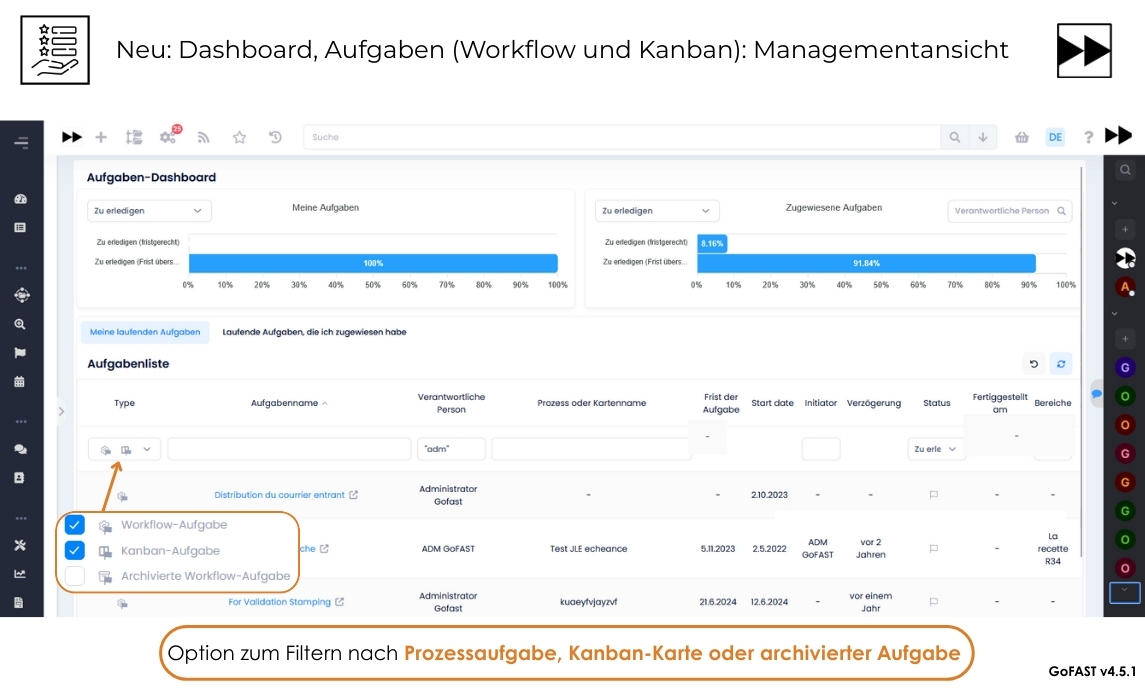 Neu: Dashboard, Aufgaben (Workflow und Kanban): Managementansicht
25
Suche
DE
?
Aufgaben-Dashboard
Zu erledigen
Meine Aufgaben
Zu erledigen (fristgerecht)
Zu erledigen (Frist übers...
100%
0% 10% 20% 30% 40% 50% 60% 70% 80% 90% 100%
Zu erledigen
Zugewiesene Aufgaben
Verantwortliche Person
Zu erledigen (fristgerecht)
8.16%
Zu erledigen (Frist übers...
91.84%
0% 10% 20% 30% 40% 50% 60% 70% 80% 90% 100%
Meine laufenden Aufgaben
Laufende Aufgaben, die ich zugewiesen habe
Aufgabenliste
Type
Aufgabenname
Verantwortliche
Person
Prozess oder Kartenname
Frist der
Aufgabe
Start date
Initiator
Verzögerung
Status
Fertiggestellt
am
Bereiche
"adm"
-
Zu erle
-
Distribution du courrier entrant
Administrator
Gofast
-
-
2.10.2023
-
-
-
-
Workflow-Aufgabe
Kanban-Aufgabe
Archivierte Workflow-Aufgabe
che
ADM GoFAST
Test JLE echeance
5.11.2023
2.5.2022
ADM
GoFAST
vor 2
Jahren
-
La
recette
R34
For Validation Stamping
Administrator
Gofast
kuaeyfvjayzvf
21.6.2024
12.6.2024
-
vor einem
Jahr
-
-
A
G
O
O
G
G
G
O
O
Option zum Filtern nach Prozessaufgabe, Kanban-Karte oder archivierter Aufgabe
GoFAST v4.5.1